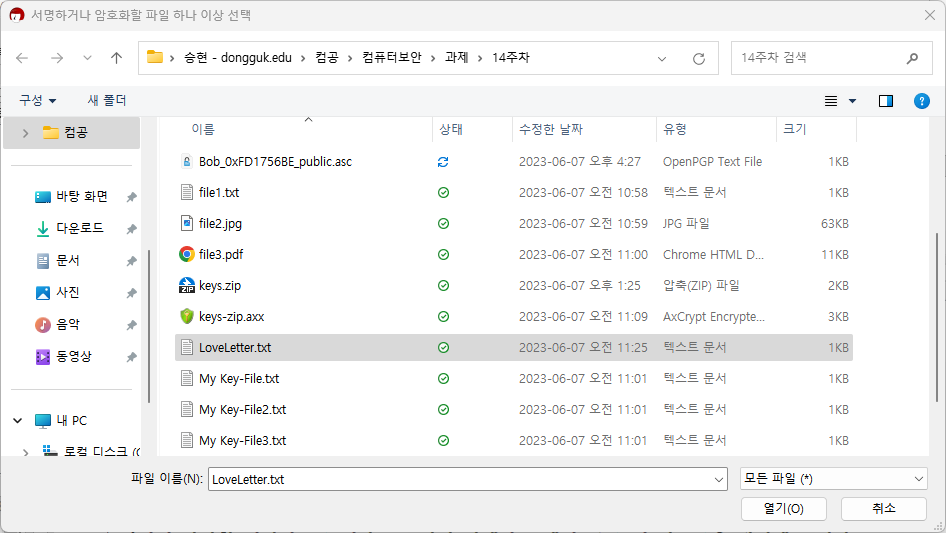 서명하거나 암호화할 파일 하나 이상 선택
승현 - dongguk.edu › 컴공 › 컴퓨터보안 › 과제 › 14주차
14주차 검색
구성 새 폴더
컴공
바탕 화면
다운로드
문서
사진
음악
동영상
내 PC
로컬 디스크 (C
이름 상태 수정한 날짜 유형 크기
Bob_0xFD1756BE_public.asc 2023-06-07 오후 4:27 OpenPGP Text File 1KB
file1.txt 2023-06-07 오전 10:58 텍스트 문서 1KB
file2.jpg 2023-06-07 오전 10:59 JPG 파일 63KB
file3.pdf 2023-06-07 오전 11:00 Chrome HTML D... 11KB
ZIP keys.zip 2023-06-07 오후 1:25 압축(ZIP) 파일 2KB
keys-zip.axx 2023-06-07 오전 11:09 AxCrypt Encrypte... 3KB
LoveLetter.txt 2023-06-07 오전 11:25 텍스트 문서 1KB
My Key-File.txt 2023-06-07 오전 11:01 텍스트 문서 1KB
My Key-File2.txt 2023-06-07 오전 11:01 텍스트 문서 1KB
My Key-File3.txt 2023-06-07 오전 11:01 텍스트 문서 1KB
파일 이름(N): LoveLetter.txt 모든 파일 (*)
열기(O) 취소